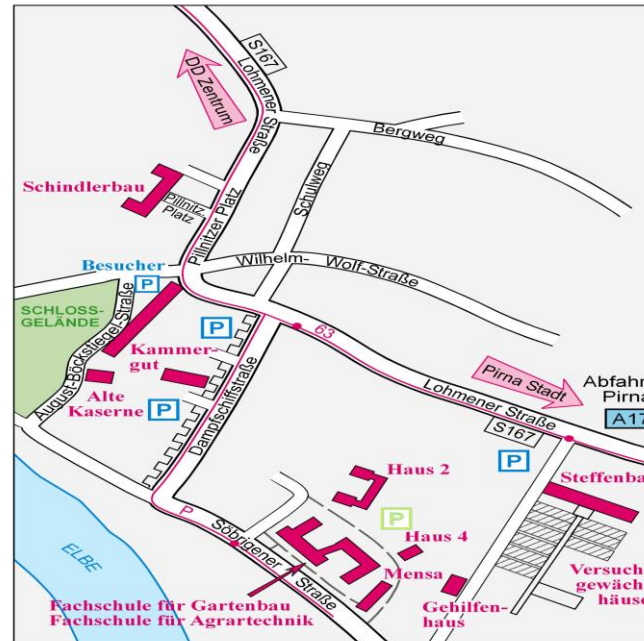 S167
DD Zentrum
Lohmener
Straße
Bergweg
Schindlerbau
Pillnitz.
Platz
Pillnitzer Platz
Schulweg
Wilhelm-
Wolf-Straße
Besucher
P
SCHLOSS-
GELÄNDE
August-Böckstiegel-Straße
P
63
Kammer-
gut
Alte
Kaserne
P
Dampfschiffstraße
Pirna Stadt
Lohmener Straße
Abfahr
Pirna
A17
S167
P
Steffenba
Haus 2
P
P
Haus 4
Söbrigener
Straße
Mensa
Gehilfen-
haus
Versuch
gewäch
häuse
ELBE
Fachschule für Gartenbau
Fachschule für Agrartechnik